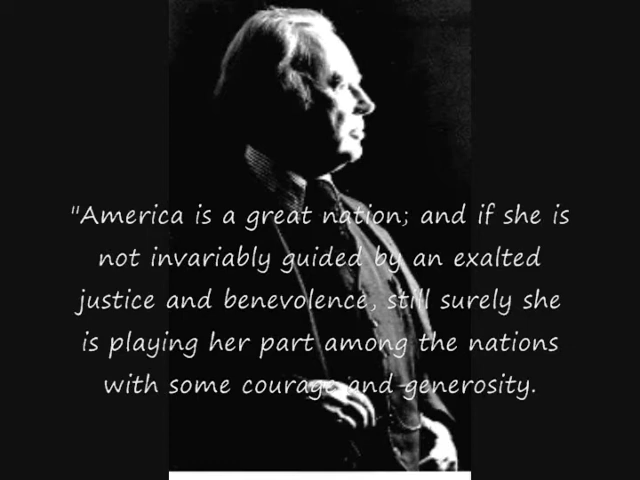 "America is a great nation; and if she is
not invariably guided by an exalted
justice and benevolence, still surely she
is playing her part among the nations
with some courage and generosity.